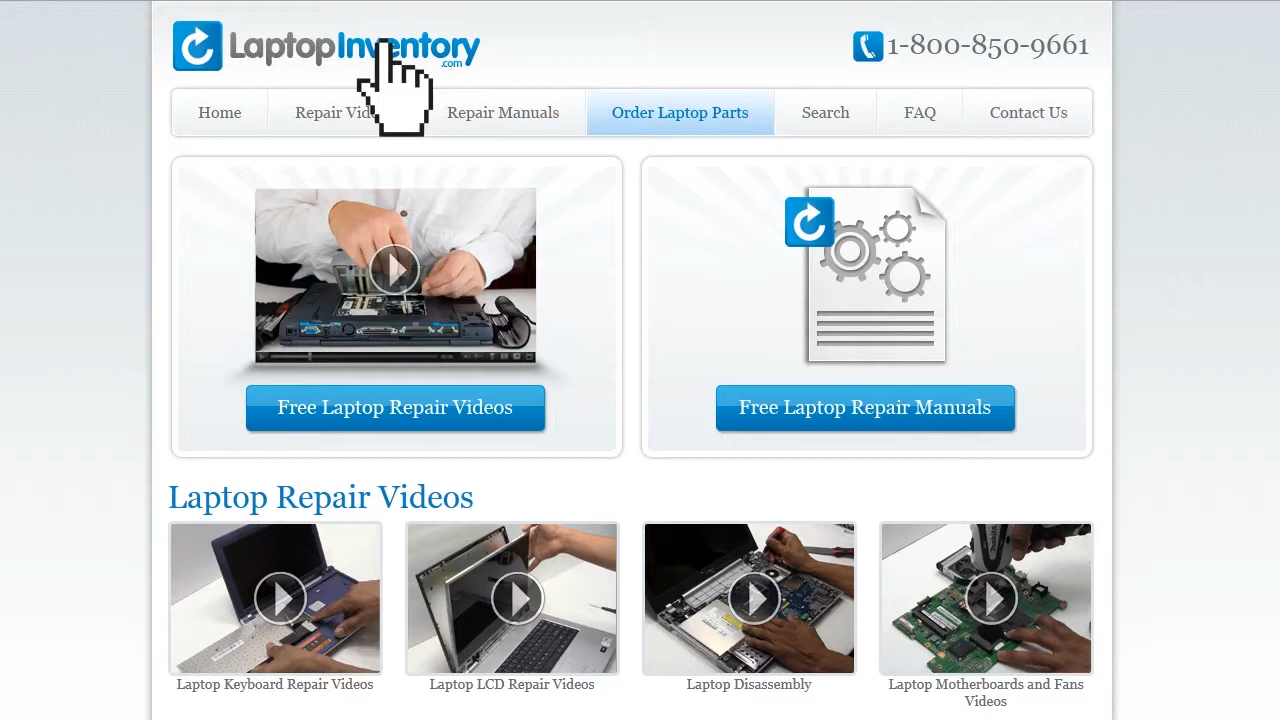 LaptopInventory
.com
1-800-850-9661
Home
Repair Vid
Repair Manuals
Order Laptop Parts
Search
FAQ
Contact Us
Free Laptop Repair Videos
Free Laptop Repair Manuals
Laptop Repair Videos
Laptop Keyboard Repair Videos
Laptop LCD Repair Videos
Laptop Disassembly
Laptop Motherboards and Fans
Videos